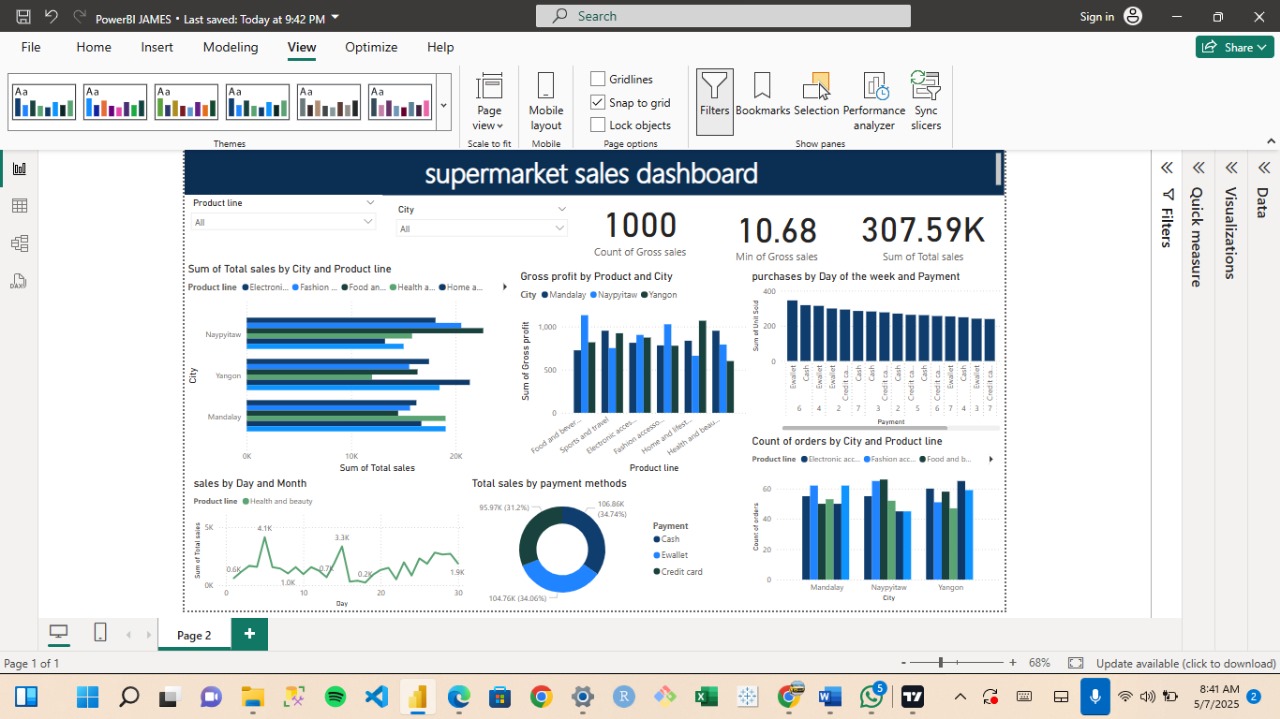 PowerBI JAMES • Last saved: Today at 9:42 PM
Search
Sign in
File Home Insert Modeling View Optimize Help
Share
Aa Aa Aa Aa Aa Aa
Page view
Mobile layout
Gridlines
Snap to grid
Lock objects
Filters
Bookmarks
Selection
Performance analyzer
Sync slicers
Themes
Scale to fit
Mobile
Page options
Show panes
supermarket sales dashboard
Product line
All
City
All
1000
Count of Gross sales
10.68
Min of Gross sales
307.59K
Sum of Total sales
Sum of Total sales by City and Product line
Product line Electroni... Fashion ... Food an... Health a... Home a...
City
Naypyitaw
Yangon
Mandalay
0K 10K 20K
Sum of Total sales
Gross profit by Product and City
City Mandalay Naypyitaw Yangon
Sum of Gross profit
1,000
500
0
Food and bever...
Sports and travel
Electronic acces...
Fashion accesso...
Home and lifest...
Health and beau...
Product line
purchases by Day of the week and Payment
Sum of Unit Sold
400
200
0
Ewallet Cash Ewallet Ewallet Credit ca... Cash Cash Credit ca... Cash Credit ca... Cash Credit ca... Ewallet Cash Ewallet Credit ca...
6 4 2 7 3 2 5 6 7 4 3 7
Payment
Count of orders by City and Product line
Product line Electronic acc... Fashion acc... Food and b...
Count of orders
60
40
20
0
Mandalay Naypyitaw Yangon
City
sales by Day and Month
Product line Health and beauty
Sum of Total sales
5K
0K
0.6K
4.1K
1.0K
0.7K
3.3K
0.2K
1.9K
0 10 20 30
Day
Total sales by payment methods
95.97K (31.2%)
106.86K
(34.74%)
104.76K (34.06%)
Payment
Cash
Ewallet
Credit card
Filters
Quick measure
Visualizations
Data
Page 2
Page 1 of 1
68%
Update available (click to download)
5
8:41 AM
5/7/2025
2